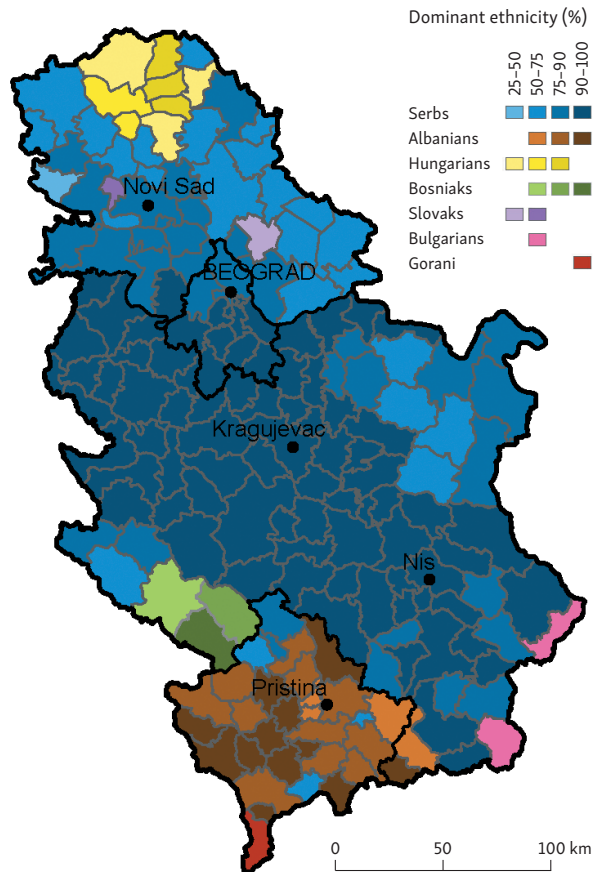 Dominant ethnicity (%)
25–50
50–75
75–90
90–100
Serbs
Albanians
Hungarians
Bosniaks
Slovaks
Bulgarians
Gorani
Novi Sad
BEOGRAD
Kragujevac
Nis
Pristina
0 50 100 km